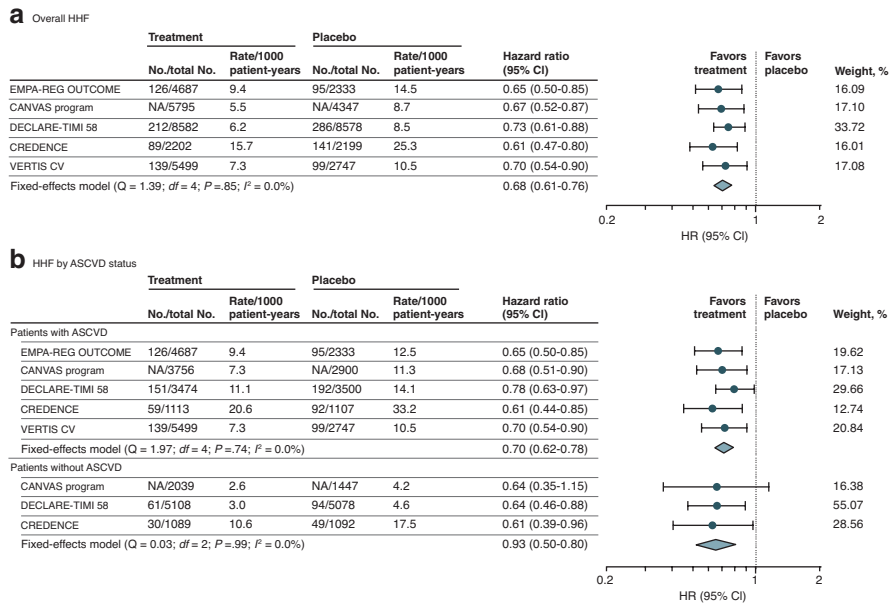 a Overall HHF
Treatment Placebo
No./total No. Rate/1000 patient-years No./total No. Rate/1000 patient-years Hazard ratio (95% CI) Favors treatment Favors placebo Weight, %
EMPA-REG OUTCOME 126/4687 9.4 95/2333 14.5 0.65 (0.50-0.85) 16.09
CANVAS program NA/5795 5.5 NA/4347 8.7 0.67 (0.52-0.87) 17.10
DECLARE-TIMI 58 212/8582 6.2 286/8578 8.5 0.73 (0.61-0.88) 33.72
CREDENCE 89/2202 15.7 141/2199 25.3 0.61 (0.47-0.80) 16.01
VERTIS CV 139/5499 7.3 99/2747 10.5 0.70 (0.54-0.90) 17.08
Fixed-effects model (Q = 1.39; df = 4; P =.85; I² = 0.0%) 0.68 (0.61-0.76)
0.2 1 2
HR (95% CI)
b HHF by ASCVD status
Treatment Placebo
No./total No. Rate/1000 patient-years No./total No. Rate/1000 patient-years Hazard ratio (95% CI) Favors treatment Favors placebo Weight, %
Patients with ASCVD
EMPA-REG OUTCOME 126/4687 9.4 95/2333 12.5 0.65 (0.50-0.85) 19.62
CANVAS program NA/3756 7.3 NA/2900 11.3 0.68 (0.51-0.90) 17.13
DECLARE-TIMI 58 151/3474 11.1 192/3500 14.1 0.78 (0.63-0.97) 29.66
CREDENCE 59/1113 20.6 92/1107 33.2 0.61 (0.44-0.85) 12.74
VERTIS CV 139/5499 7.3 99/2747 10.5 0.70 (0.54-0.90) 20.84
Fixed-effects model (Q = 1.97; df = 4; P =.74; I² = 0.0%) 0.70 (0.62-0.78)
Patients without ASCVD
CANVAS program NA/2039 2.6 NA/1447 4.2 0.64 (0.35-1.15) 16.38
DECLARE-TIMI 58 61/5108 3.0 94/5078 4.6 0.64 (0.46-0.88) 55.07
CREDENCE 30/1089 10.6 49/1092 17.5 0.61 (0.39-0.96) 28.56
Fixed-effects model (Q = 0.03; df = 2; P =.99; I² = 0.0%) 0.93 (0.50-0.80)
0.2 1 2
HR (95% CI)